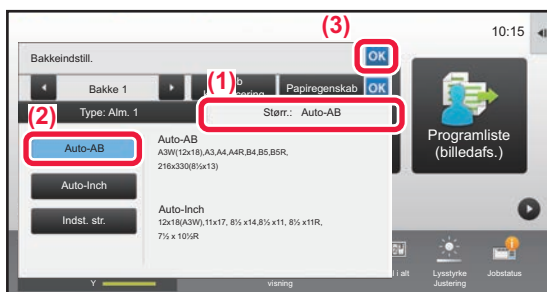 (3)
10:15
Bakkeindstill.
OK
(1)
Bakke 1
Papiregenskab
OK
(2)
Type: Alm. 1
Størr.: Auto-AB
Auto-AB
Auto-AB
A3W(12x18),A3,A4,A4R,B4,B5,B5R,
216x330(8½x13)
Auto-Inch
Auto-Inch
12x18(A3W),11x17, 8½ x14,8½ x11, 8½ x11R,
7½ x 10½R
Indst. str.
Programliste
(billedafs.)
i alt
Lysstyrke
Justering
Jobstatus
Y
visning